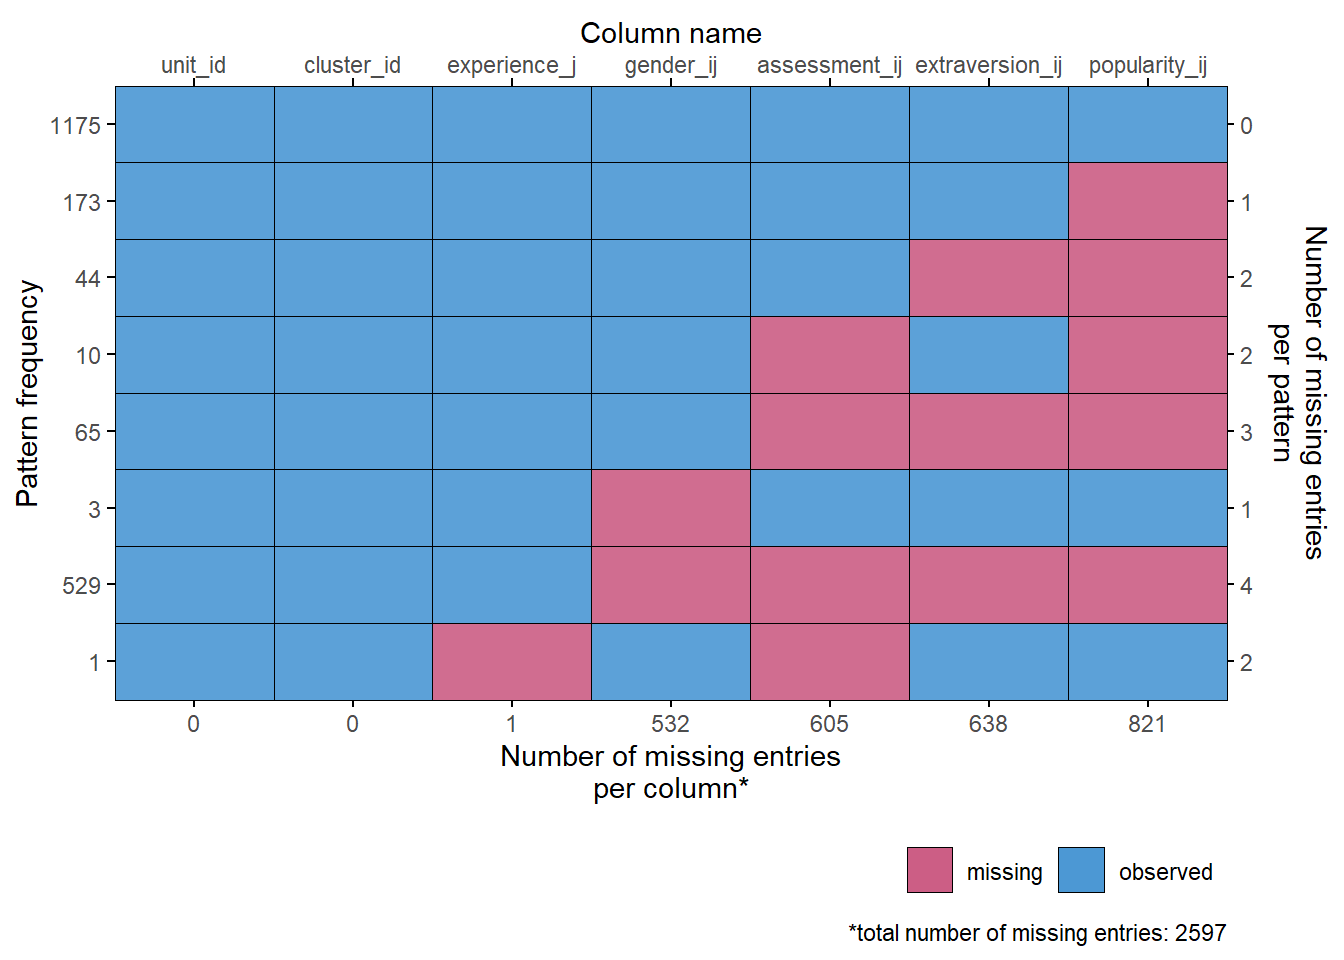 Column name
unit_id cluster_id experience_j gender_ij assessment_ij extraversion_ij popularity_ij
Pattern frequency
1175 0
173 1
44 2
10 2
65 3
3 1
529 4
1 2
Number of missing entries
per pattern
0 0 1 532 605 638 821
Number of missing entries
per column*
missing observed
*total number of missing entries: 2597